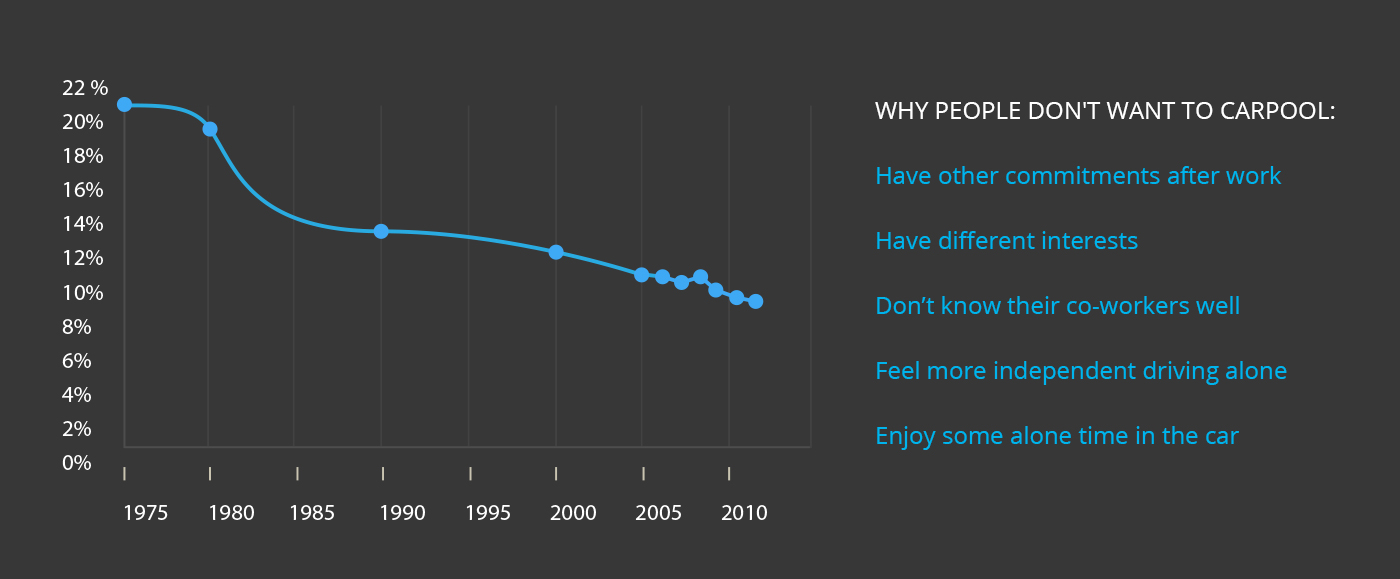 22 %
20%
18%
16%
14%
12%
10%
8%
6%
4%
2%
0%
1975 1980 1985 1990 1995 2000 2005 2010
WHY PEOPLE DON'T WANT TO CARPOOL:
Have other commitments after work
Have different interests
Don’t know their co-workers well
Feel more independent driving alone
Enjoy some alone time in the car